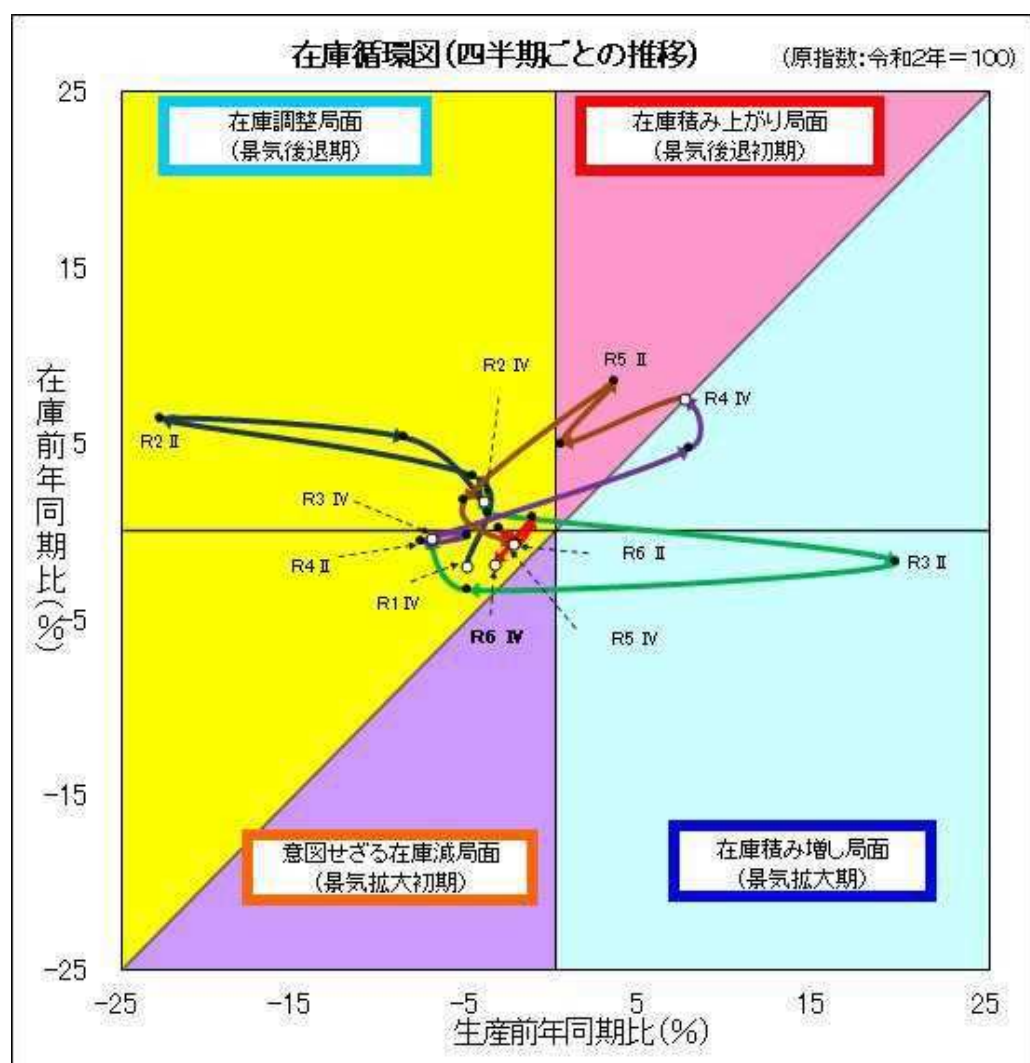 在庫循環図(四半期ごとの推移)
(原指数:令和2年=100)
25
15
5
-5
-15
-25
在庫前年同期比(%)
在庫調整局面
(景気後退期)
在庫積み上がり局面
(景気後退初期)
R2 Ⅳ
R5 Ⅱ
R4 Ⅳ
R2 Ⅱ
R3 Ⅳ
R4 Ⅱ
R1 Ⅳ
R6 Ⅱ
R3 Ⅱ
R6 Ⅳ
R5 Ⅳ
意図せざる在庫減局面
(景気拡大初期)
在庫積み増し局面
(景気拡大期)
-25
-15
-5
5
15
25
生産前年同期比(%)